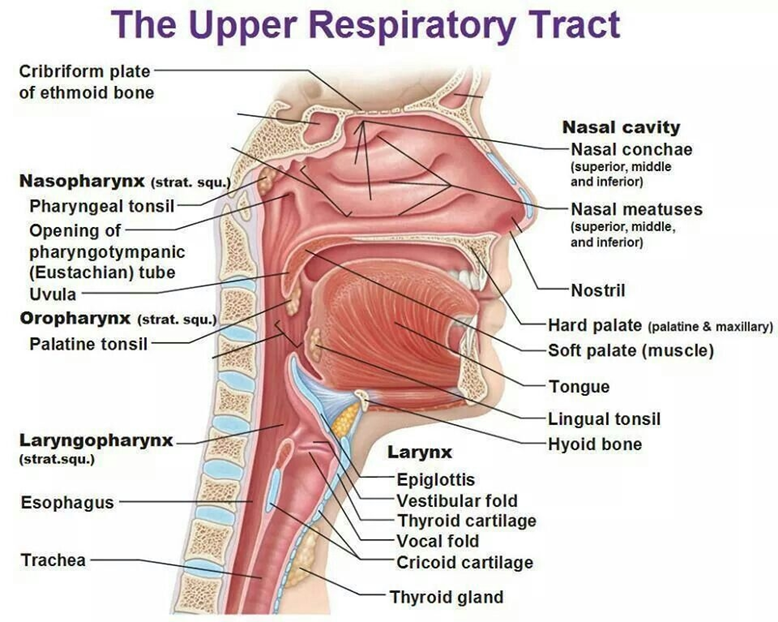 The Upper Respiratory Tract
Cribriform plate
of ethmoid bone
Nasopharynx (strat. squ.)
Pharyngeal tonsil
Opening of
pharyngotympanic
(Eustachian) tube
Uvula
Oropharynx (strat. squ.)
Palatine tonsil
Laryngopharynx
(strat.squ.)
Esophagus
Trachea
Nasal cavity
Nasal conchae
(superior, middle
and inferior)
Nasal meatuses
(superior, middle,
and inferior)
Nostril
Hard palate (palatine & maxillary)
Soft palate (muscle)
Tongue
Lingual tonsil
Hyoid bone
Larynx
Epiglottis
Vestibular fold
Thyroid cartilage
Vocal fold
Cricoid cartilage
Thyroid gland